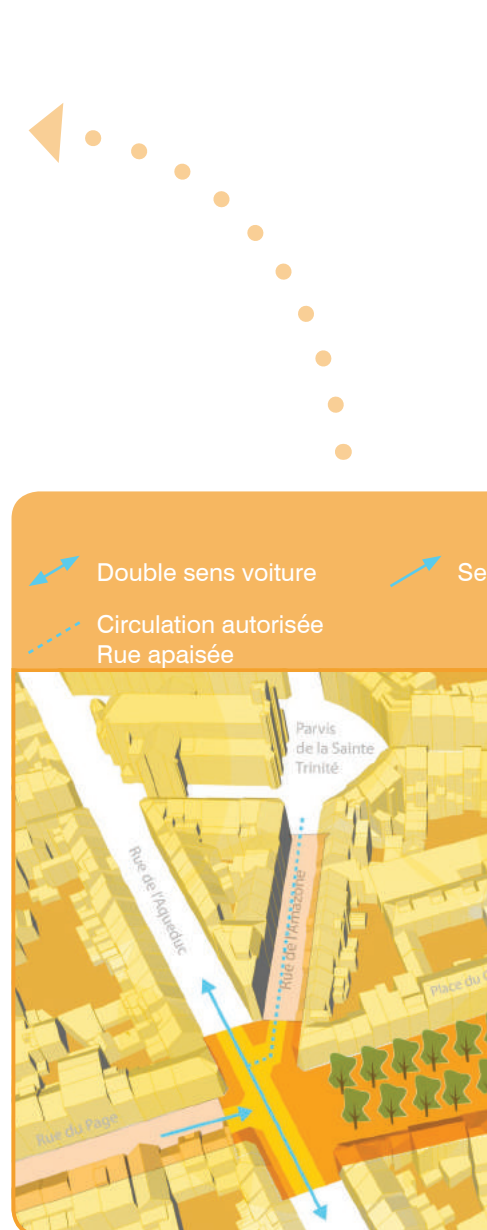 Double sens voiture
Se
Circulation autorisée
Rue apaisée
Parvis
de la Sainte
Trinité
Rue de l'Aqueduc
Rue de l'Amazone
Place du C
Rue du Page